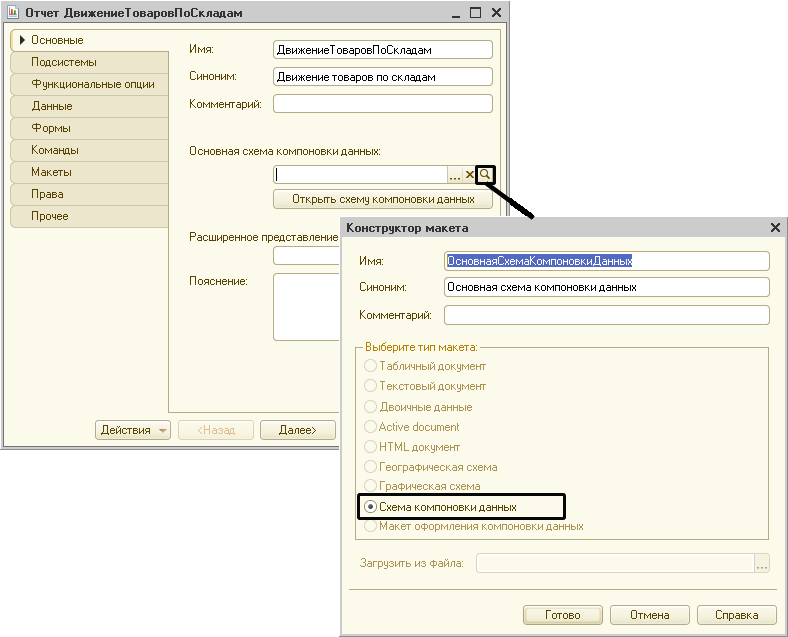 Отчет ДвижениеТоваровПоСкладам
Основные
Подсистемы
Функциональные опции
Данные
Формы
Команды
Макеты
Права
Прочее
Имя: ДвижениеТоваровПоСкладам
Синоним: Движение товаров по складам
Комментарий:
Основная схема компоновки данных:
...
Открыть схему компоновки данных
Расширенное представление
Пояснение:
Действия <Назад Далее>
Конструктор макета
Имя: ОсновнаяСхемаКомпоновкиДанных
Синоним: Основная схема компоновки данных
Комментарий:
Выберите тип макета:
Табличный документ
Текстовый документ
Двоичные данные
Active document
HTML документ
Географическая схема
Графическая схема
Схема компоновки данных
Макет оформления компоновки данных
Загрузить из файла: ...
Готово Отмена Справка